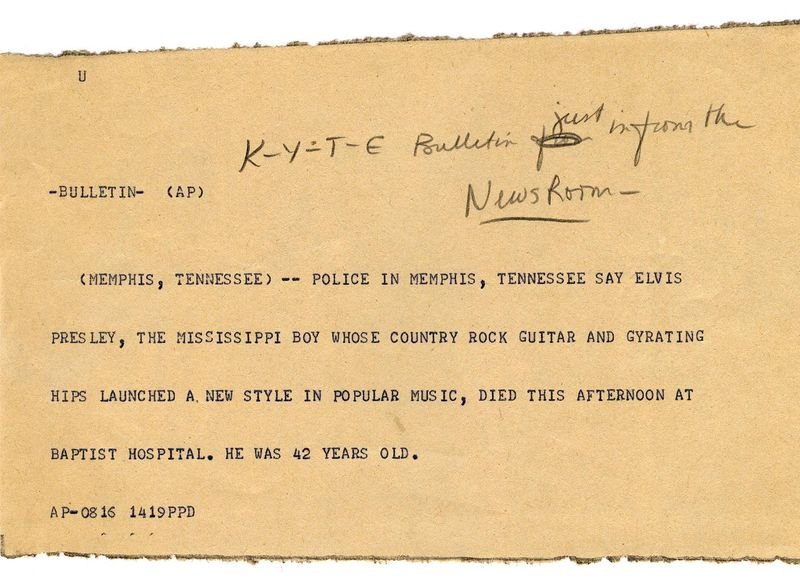 U
K-Y-T-E Bulletin just in from the
NewsRoom-
-BULLETIN- (AP)
(MEMPHIS, TENNESSEE) -- POLICE IN MEMPHIS, TENNESSEE SAY ELVIS
PRESLEY, THE MISSISSIPPI BOY WHOSE COUNTRY ROCK GUITAR AND GYRATING
HIPS LAUNCHED A NEW STYLE IN POPULAR MUSIC, DIED THIS AFTERNOON AT
BAPTIST HOSPITAL. HE WAS 42 YEARS OLD.
AP-0816 1419PPD